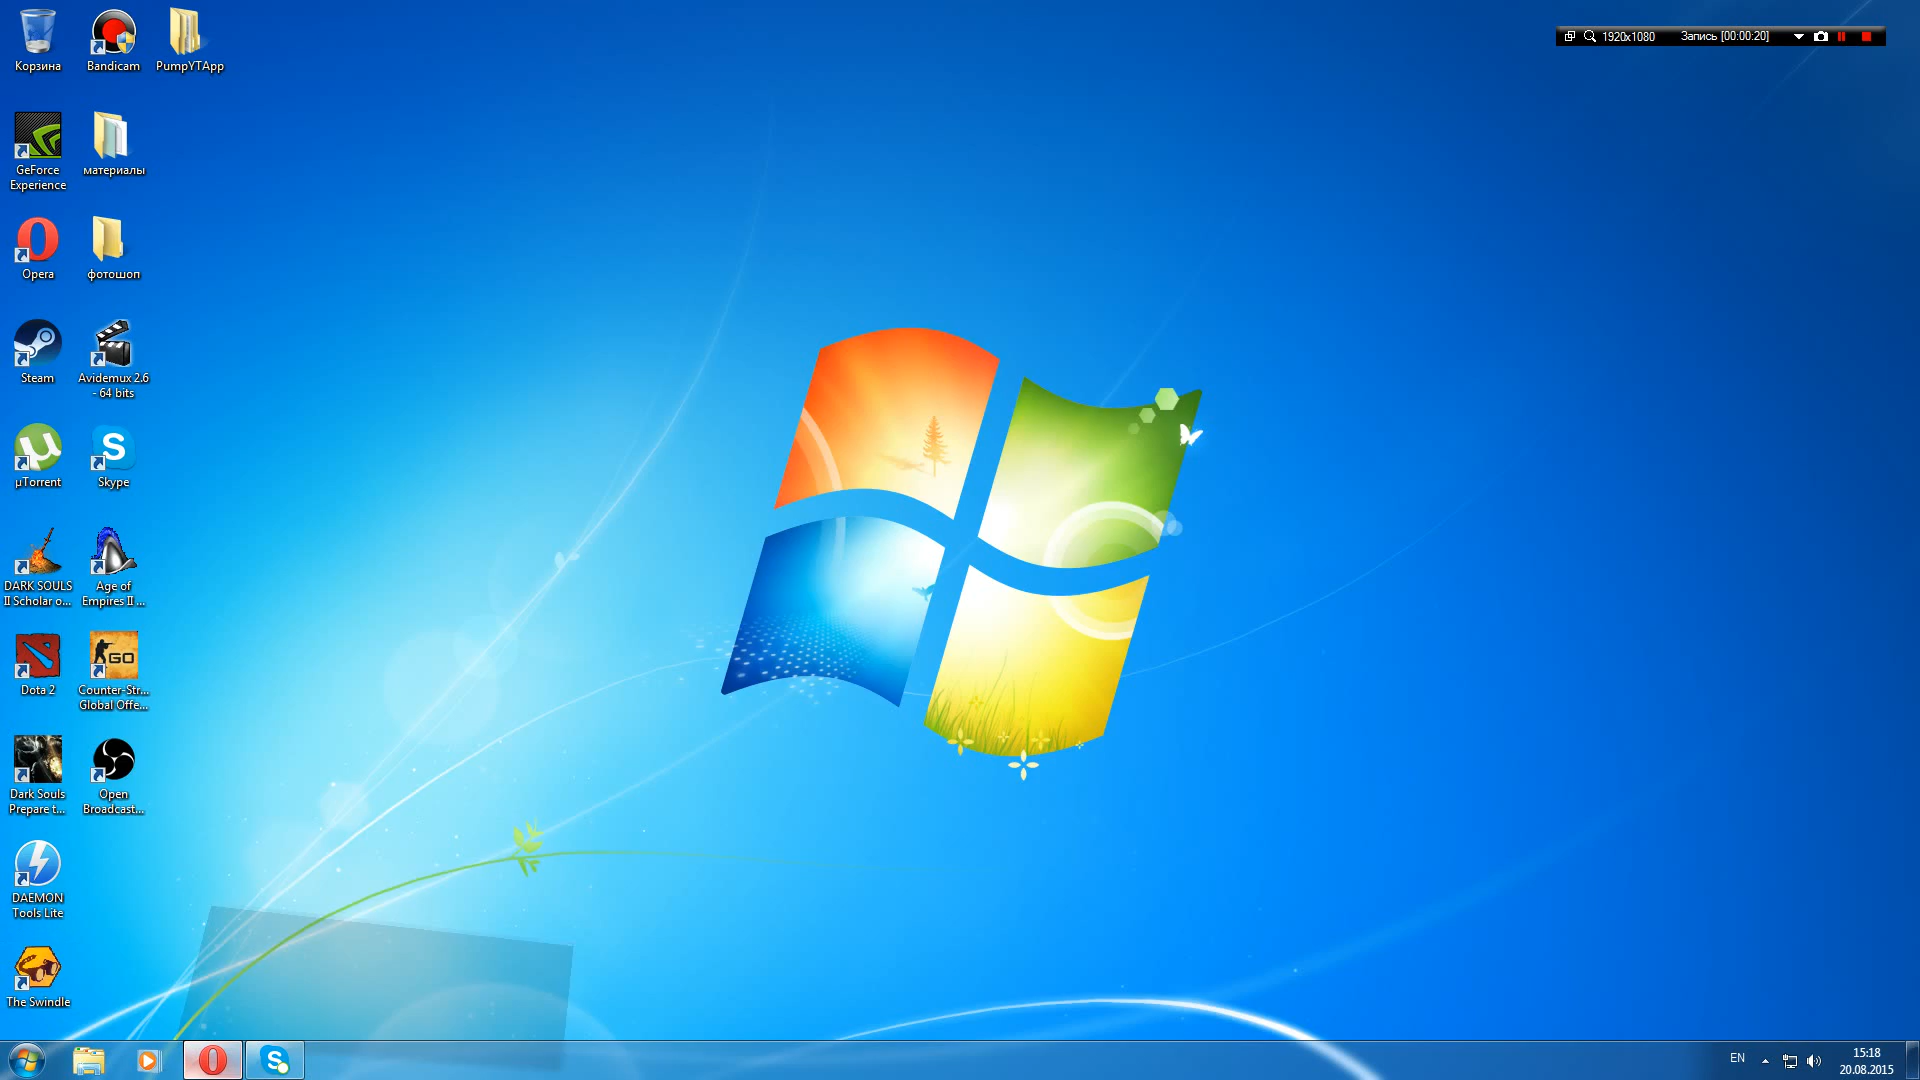 Корзина
Bandicam
PumpYTApp
1920x1080
Запись [00:00:20]
GeForce
Experience
материалы
Opera
фотошоп
Steam
Avidemux 2.6
- 64 bits
µTorrent
Skype
DARK SOULS
II Scholar o...
Age of
Empires II ...
Dota 2
GO
Counter-Str...
Global Offe...
Dark Souls
Prepare t...
Open
Broadcast...
DAEMON
Tools Lite
The Swindle
EN
15:18
20.08.2015